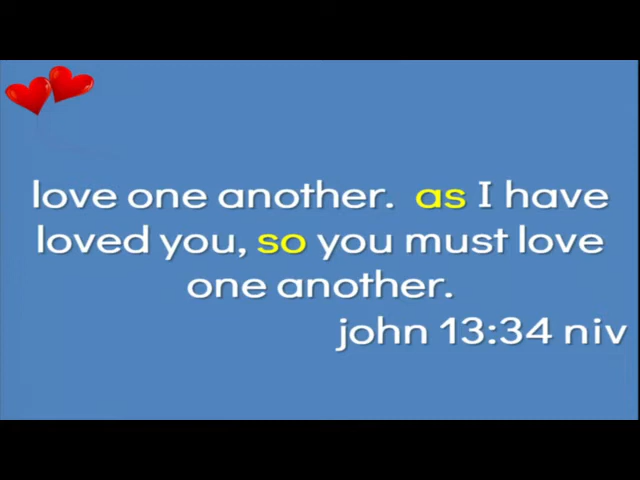 love one another. as I have
loved you, so you must love
one another.
john 13:34 niv